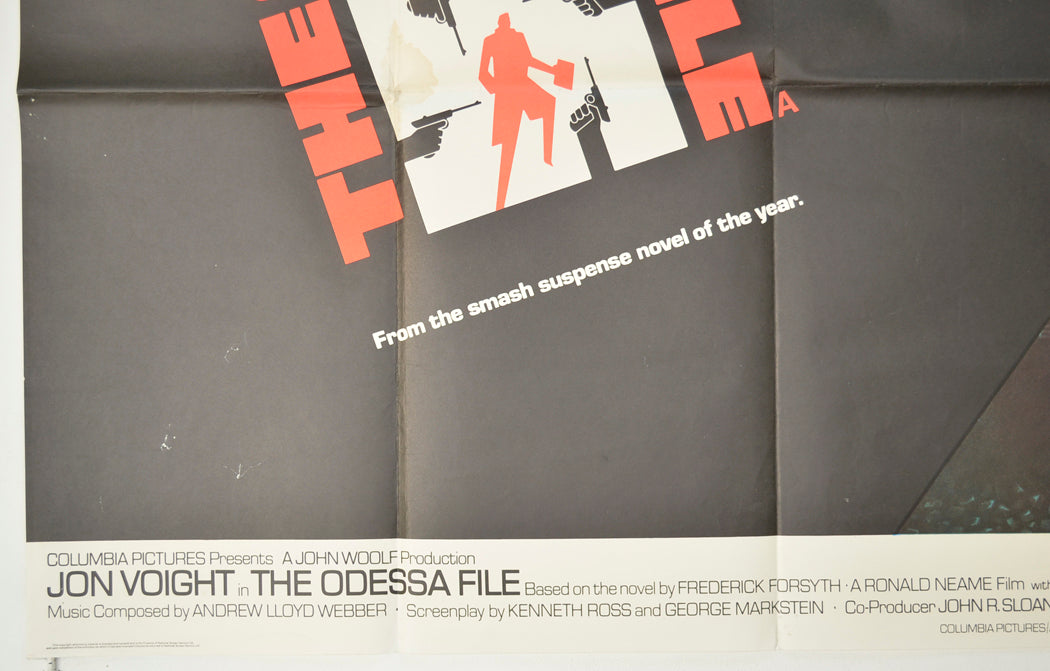 THE
LE
A
From the smash suspense novel of the year.
COLUMBIA PICTURES Presents A JOHN WOOLF Production
JON VOIGHT in THE ODESSA FILE Based on the novel by FREDERICK FORSYTH · A RONALD NEAME Film with
Music Composed by ANDREW LLOYD WEBBER · Screenplay by KENNETH ROSS and GEORGE MARKSTEIN · Co-Producer JOHN R. SLOAN
COLUMBIA PICTURES/